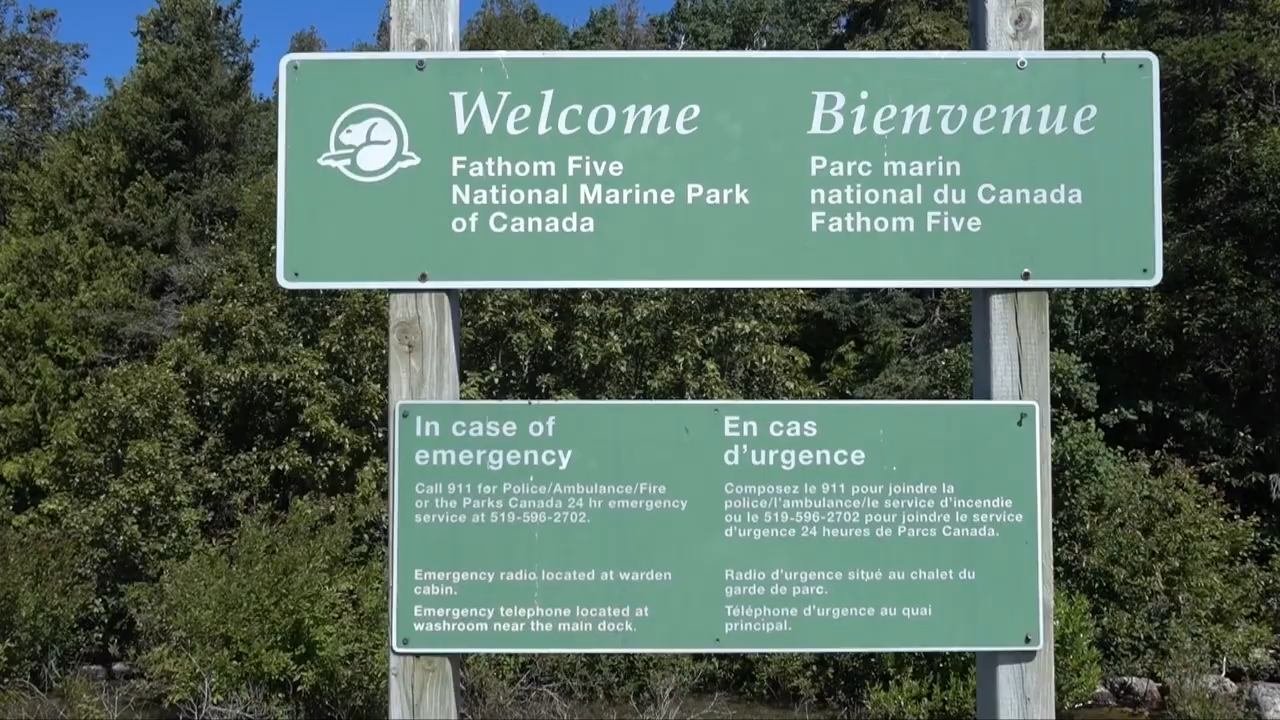 Welcome
Fathom Five
National Marine Park
of Canada
Bienvenue
Parc marin
national du Canada
Fathom Five
In case of
emergency
Call 911 for Police/Ambulance/Fire
or the Parks Canada 24 hr emergency
service at 519-596-2702.
Emergency radio located at warden
cabin.
Emergency telephone located at
washroom near the main dock.
En cas
d'urgence
Composez le 911 pour joindre la
police/l'ambulance/le service d'incendie
ou le 519-596-2702 pour joindre le service
d'urgence 24 heures de Parcs Canada.
Radio d'urgence situé au chalet du
garde de parc.
Téléphone d'urgence au quai
principal.